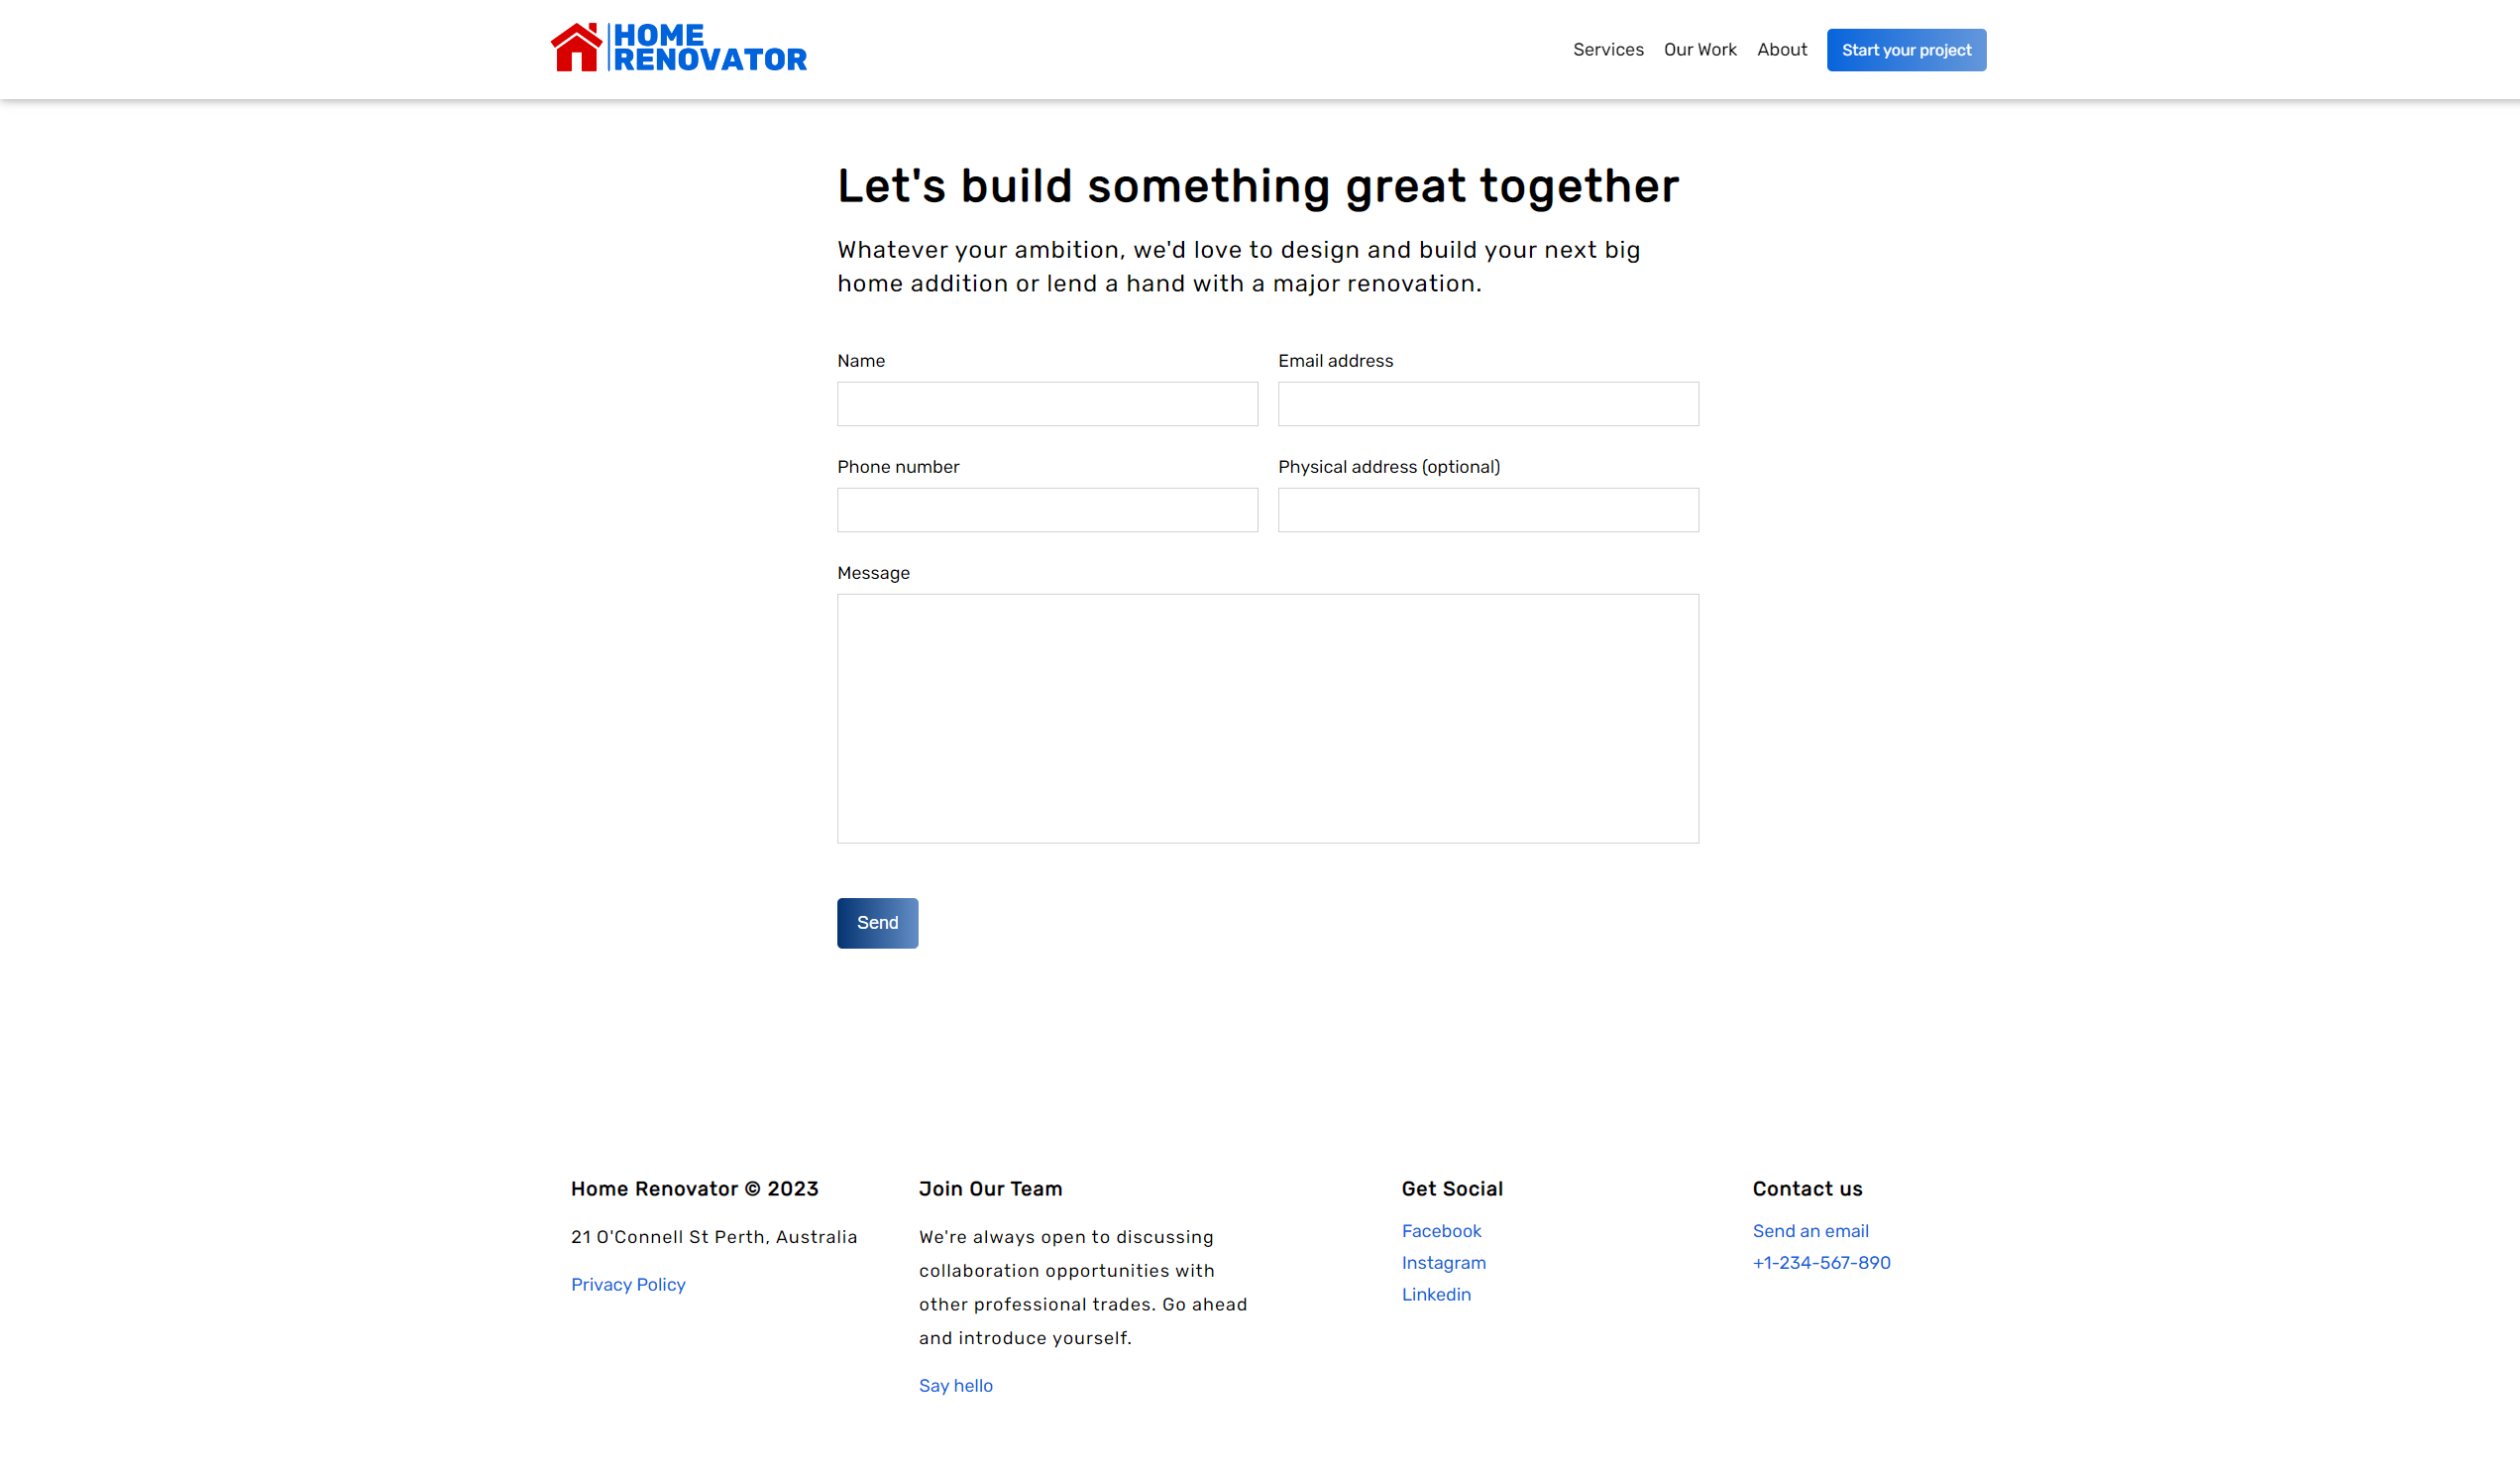 HOME
RENOVATOR
Services
Our Work
About
Start your project
Let's build something great together
Whatever your ambition, we'd love to design and build your next big
home addition or lend a hand with a major renovation.
Name
Email address
Phone number
Physical address (optional)
Message
Send
Home Renovator © 2023
21 O'Connell St Perth, Australia
Privacy Policy
Join Our Team
We're always open to discussing
collaboration opportunities with
other professional trades. Go ahead
and introduce yourself.
Say hello
Get Social
Facebook
Instagram
Linkedin
Contact us
Send an email
+1-234-567-890